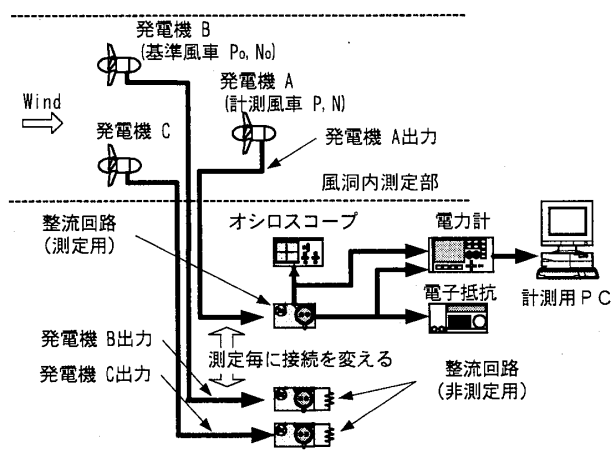 発電機 B
(基準風車 Po, No)
発電機 A
(計測風車 P, N)
Wind
発電機 C
発電機 A出力
風洞内測定部
整流回路
(測定用)
オシロスコープ
電力計
電子抵抗
計測用PC
発電機 B出力
測定毎に接続を変える
発電機 C出力
整流回路
(非測定用)